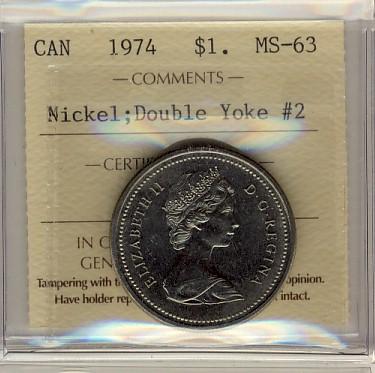 CAN 1974 $1. MS-63
— COMMENTS —
Nickel;Double Yoke #2
— CERTI
IN C
GEN
Tampering with t opinion.
Have holder rep intact.
ELIZABETH II D·G·REGINA